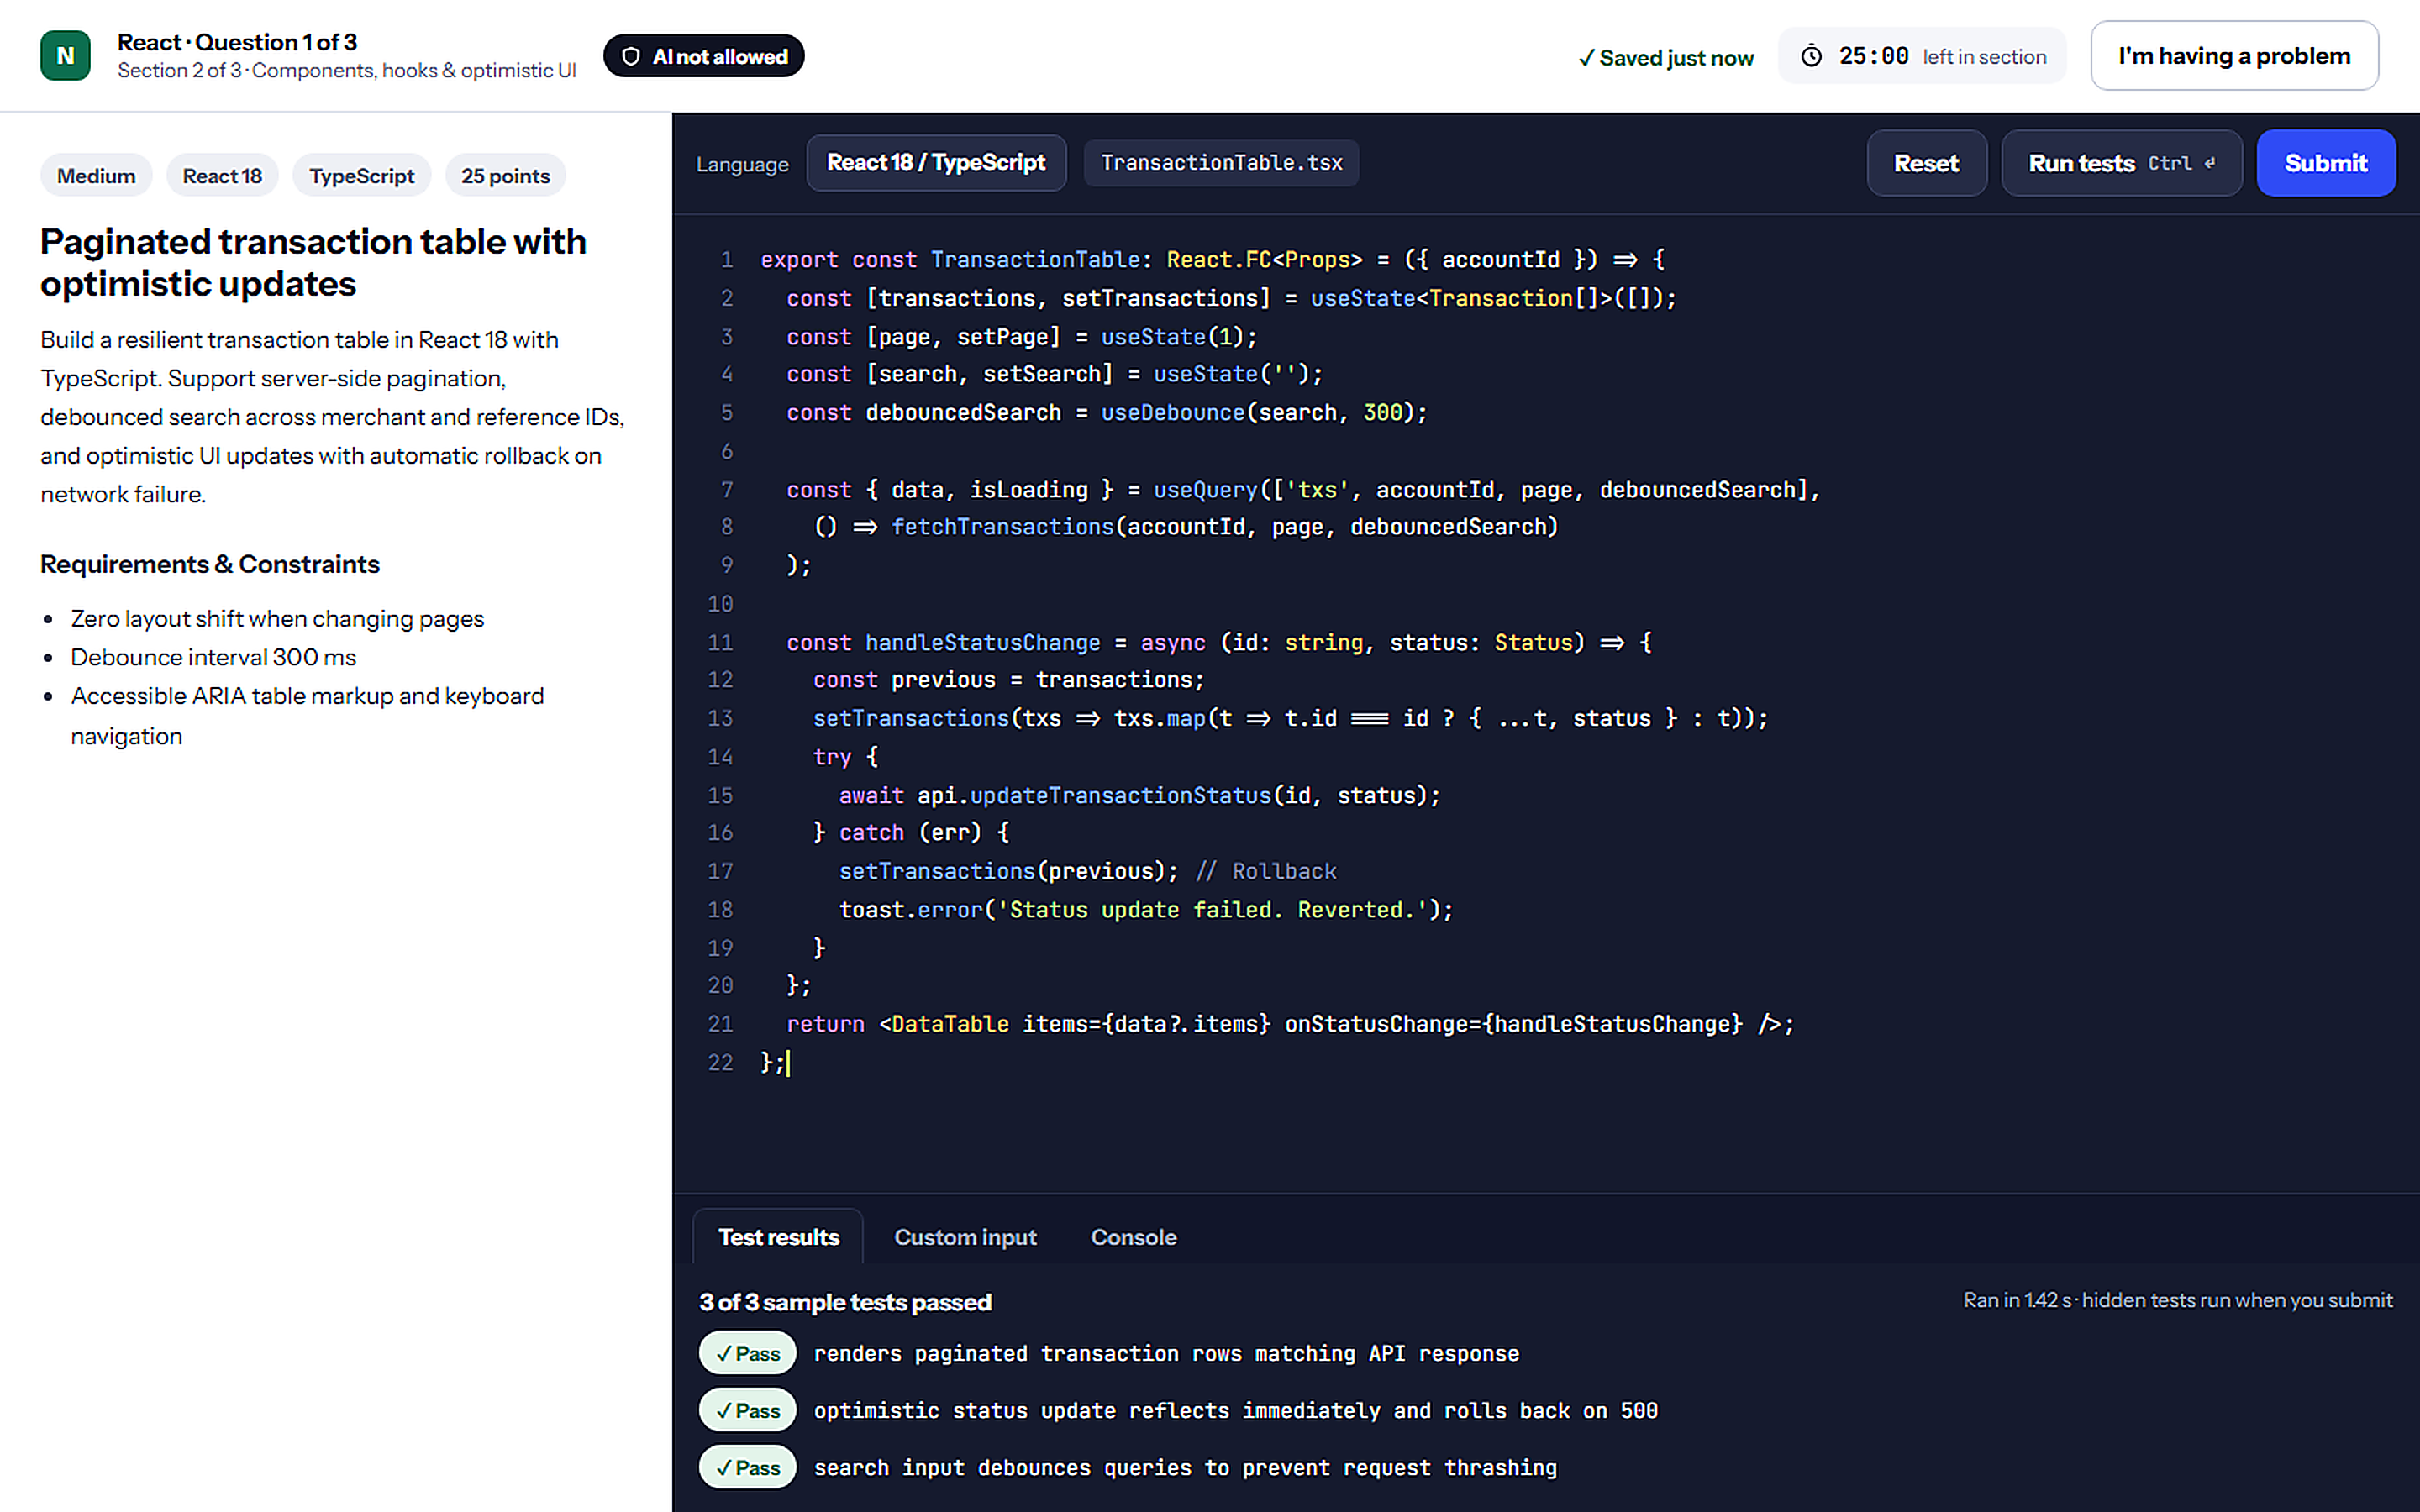 N
React · Question 1 of 3
Section 2 of 3 · Components, hooks & optimistic UI
AI not allowed
✓ Saved just now
25:00 left in section
I'm having a problem
Medium
React 18
TypeScript
25 points
Paginated transaction table with
optimistic updates
Build a resilient transaction table in React 18 with
TypeScript. Support server-side pagination,
debounced search across merchant and reference IDs,
and optimistic UI updates with automatic rollback on
network failure.
Requirements & Constraints
• Zero layout shift when changing pages
• Debounce interval 300 ms
• Accessible ARIA table markup and keyboard
navigation
Language
React 18 / TypeScript
TransactionTable.tsx
Reset
Run tests Ctrl ↵
Submit
1 export const TransactionTable: React.FC<Props> = ({ accountId }) => {
2 const [transactions, setTransactions] = useState<Transaction[]>([]);
3 const [page, setPage] = useState(1);
4 const [search, setSearch] = useState('');
5 const debouncedSearch = useDebounce(search, 300);
6
7 const { data, isLoading } = useQuery(['txs', accountId, page, debouncedSearch],
8 () => fetchTransactions(accountId, page, debouncedSearch)
9 );
10
11 const handleStatusChange = async (id: string, status: Status) => {
12 const previous = transactions;
13 setTransactions(txs => txs.map(t => t.id === id ? { ...t, status } : t));
14 try {
15 await api.updateTransactionStatus(id, status);
16 } catch (err) {
17 setTransactions(previous); // Rollback
18 toast.error('Status update failed. Reverted.');
19 }
20 };
21 return <DataTable items={data?.items} onStatusChange={handleStatusChange} />;
22 };
Test results
Custom input
Console
3 of 3 sample tests passed
Ran in 1.42 s · hidden tests run when you submit
✓ Pass renders paginated transaction rows matching API response
✓ Pass optimistic status update reflects immediately and rolls back on 500
✓ Pass search input debounces queries to prevent request thrashing